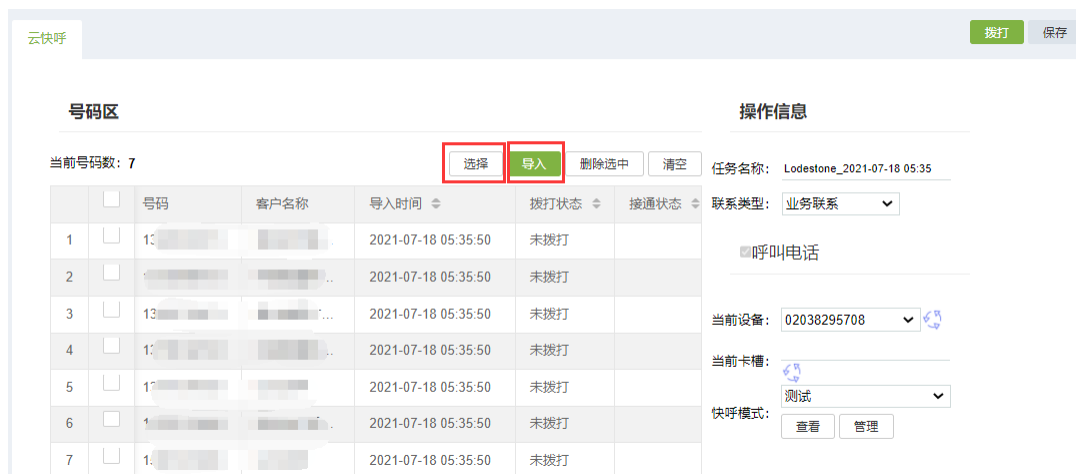 云快呼
拨打 保存
号码区
操作信息
当前号码数：7
选择 导入 删除选中 清空
任务名称： Lodestone_2021-07-18 05:35
号码 客户名称 导入时间 拨打状态 接通状态
联系类型： 业务联系
1 2021-07-18 05:35:50 未拨打
呼叫电话
2 2021-07-18 05:35:50 未拨打
3 13 2021-07-18 05:35:50 未拨打
当前设备： 02038295708
4 2021-07-18 05:35:50 未拨打
当前卡槽：
5 2021-07-18 05:35:50 未拨打
测试
快呼模式：
6 2021-07-18 05:35:50 未拨打
查看 管理
7 2021-07-18 05:35:50 未拨打